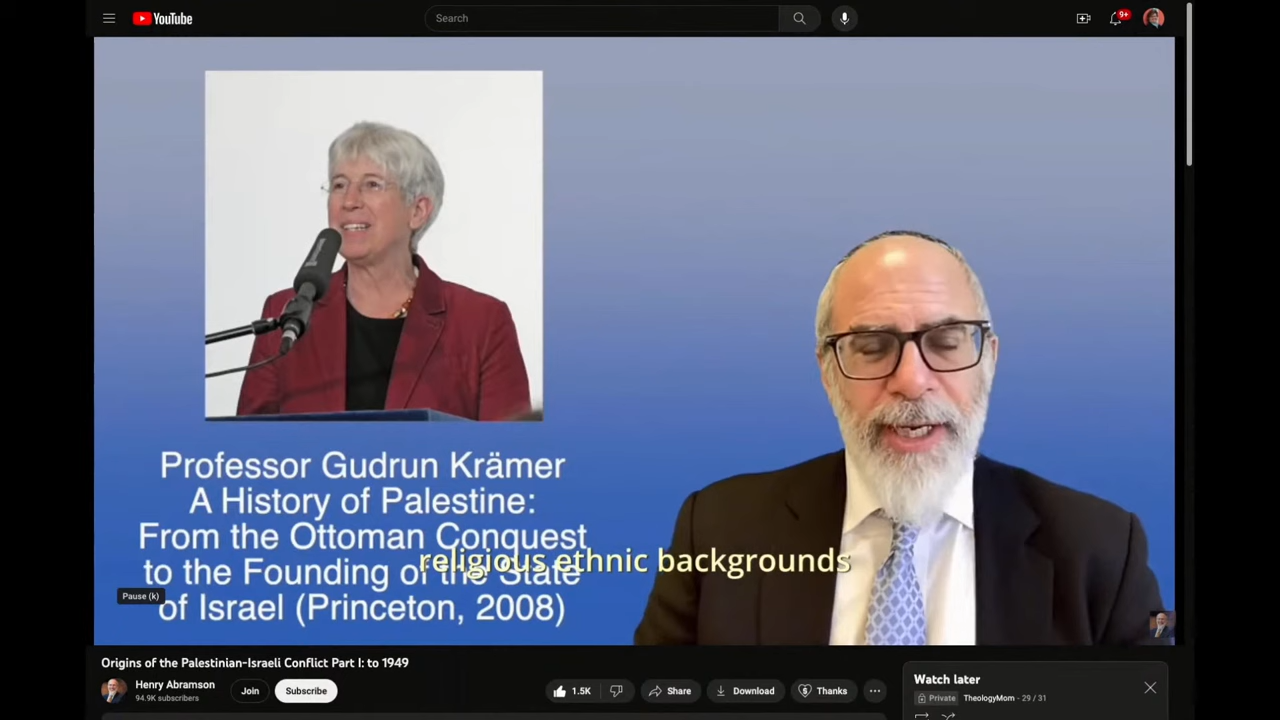 YouTube
Search
9+
Professor Gudrun Krämer
A History of Palestine:
From the Ottoman Conquest
to the Founding of the State
of Israel (Princeton, 2008)
religious ethnic backgrounds
Pause (k)
Origins of the Palestinian-Israeli Conflict Part I: to 1949
Henry Abramson
94.9K subscribers
Join
Subscribe
1.5K
Share
Download
Thanks
Watch later
Private TheologyMom - 29 / 31